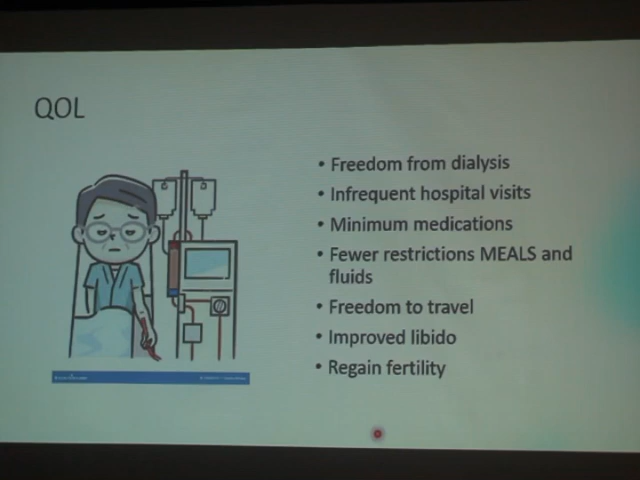 QOL
• Freedom from dialysis
• Infrequent hospital visits
• Minimum medications
• Fewer restrictions MEALS and
fluids
• Freedom to travel
• Improved libido
• Regain fertility